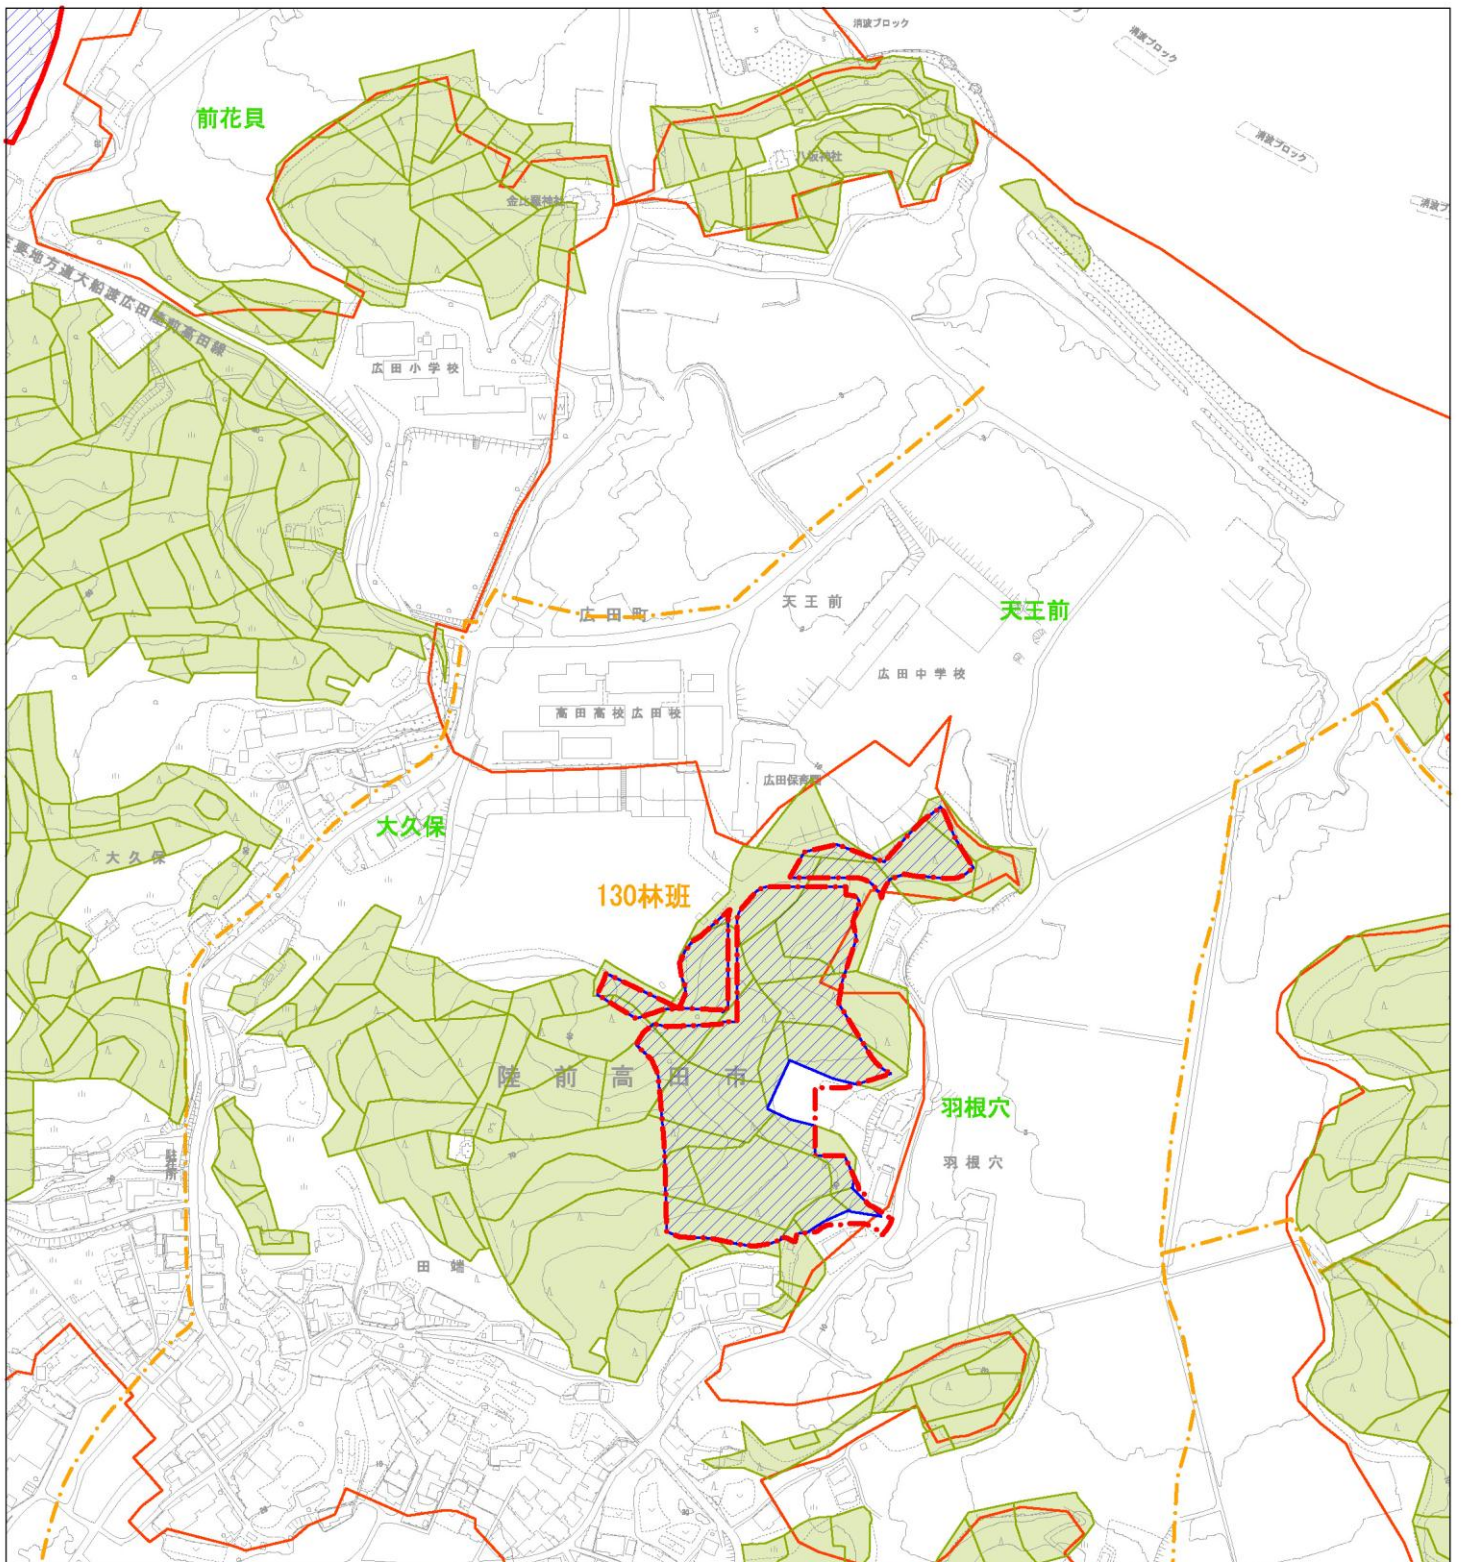 消波ブロック
消波ブロック
前花貝
消波ブロック
八坂神社
金比羅神社
主要地方道大船渡広田陸前高田線
広田小学校
W
W
天王前
広田町
天王前
広田中学校
高田高校広田校
広田保育園
大久保
大久保
130林班
陸前高田市
羽根穴
羽根穴
駐在所
田端